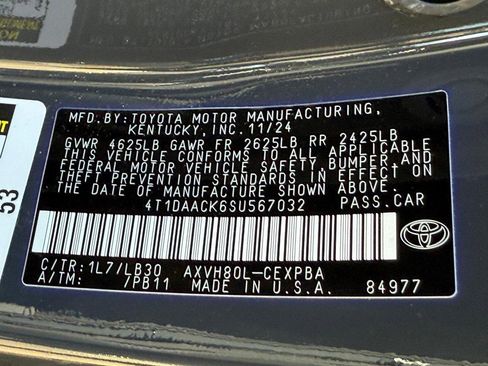 MFD.BY:TOYOTA MOTOR MANUFACTURING,
KENTUCKY, INC. 11/24
GVWR 4625LB GAWR FR 2625LB RR 2425LB
THIS VEHICLE CONFORMS TO ALL APPLICABLE
FEDERAL MOTOR VEHICLE SAFETY, BUMPER, AND
THEFT PREVENTION STANDARDS IN EFFECT ON
THE DATE OF MANUFACTURE SHOWN ABOVE.
4T1DAACK6SU567032 PASS.CAR
C/TR:1L7/LB30 AXVH80L-CEXPBA
A/TM: /PB11 MADE IN U.S.A. 84977
53